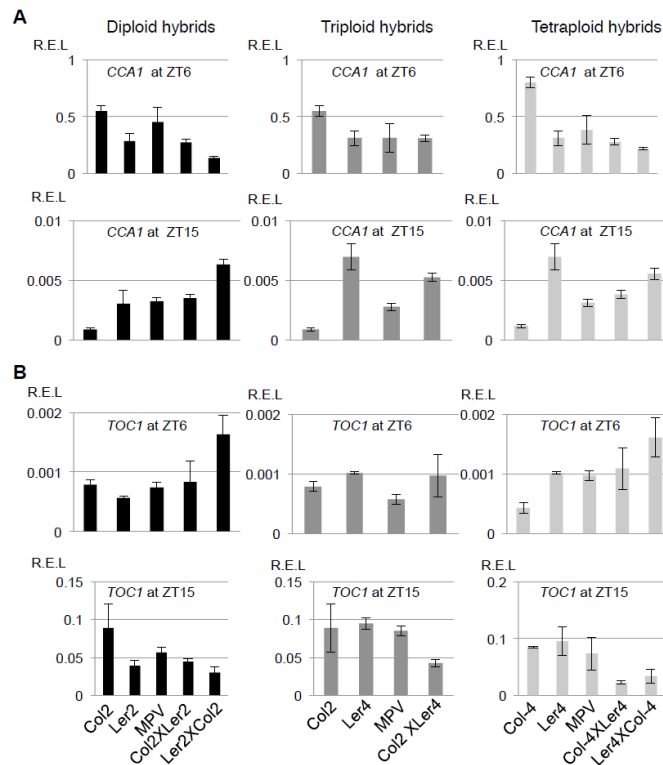 A
Diploid hybrids Triploid hybrids Tetraploid hybrids
R.E.L R.E.L R.E.L
1 1 1
CCA1 at ZT6 CCA1 at ZT6 CCA1 at ZT6
0.5 0.5 0.5
0 0 0
R.E.L R.E.L R.E.L
0.01 0.01 0.01
CCA1 at ZT15 CCA1 at ZT15 CCA1 at ZT15
0.005 0.005 0.005
0 0 0
B
R.E.L R.E.L R.E.L
0.002 0.002 0.002
TOC1 at ZT6 TOC1 at ZT6 TOC1 at ZT6
0.001 0.001 0.001
0 0 0
R.E.L R.E.L R.E.L
0.15 0.15 0.2
TOC1 at ZT15 TOC1 at ZT15 TOC1 at ZT15
0.1 0.1 0.1
0.05 0.05
0 0 0
Col2 Ler2 MPV Col2XLer2 Ler2XCol2 Col2 Ler4 MPV Col2 XLer4 Col-4 Ler4 MPV Col-4XLer4 Ler4XCol-4